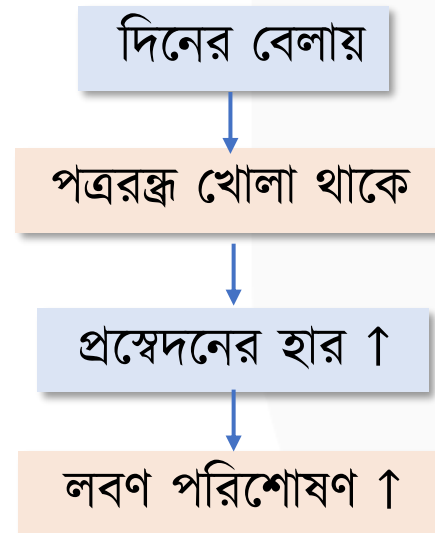 দিনের বেলায়
পত্ররন্ধ্র খোলা থাকে
প্রস্বেদনের হার ↑
লবণ পরিশোষণ ↑